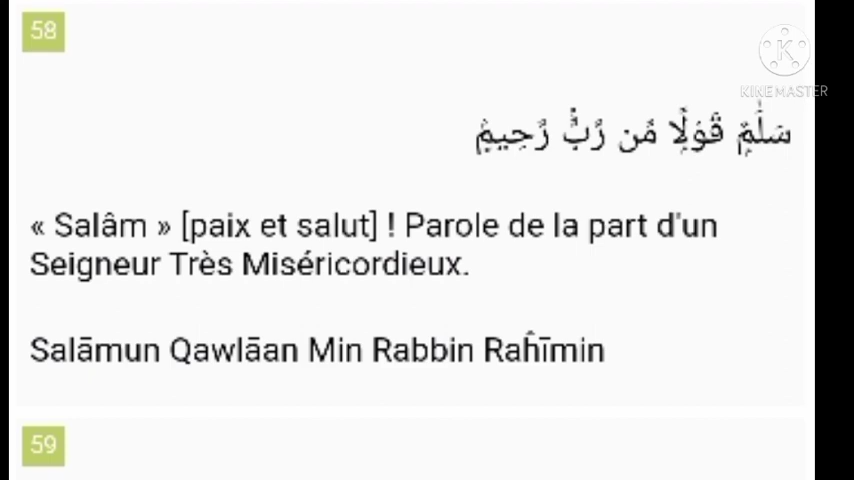 58
K
KINEMASTER
سَلَٰمٌ قَوْلًا مِّن رَّبٍّ رَّحِيمٍ
« Salâm » [paix et salut] ! Parole de la part d'un
Seigneur Très Miséricordieux.
Salāmun Qawlāan Min Rabbin Raĥīmin
59